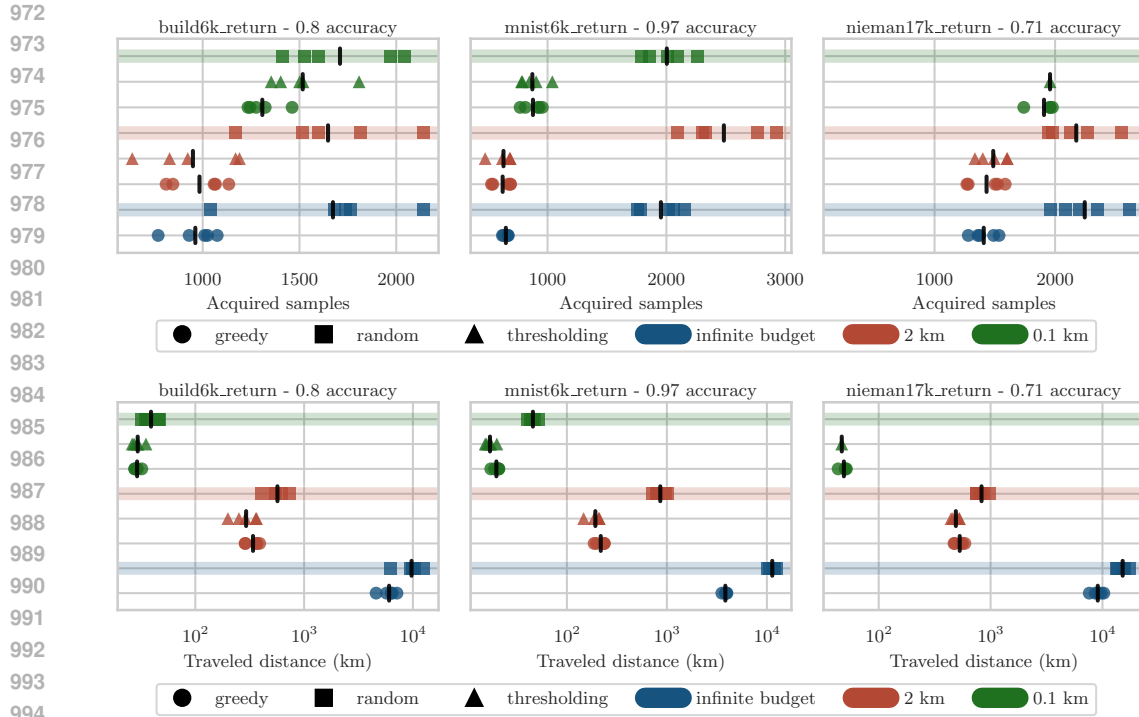 972
973
974
975
976
977
978
979
980
981
982
983
984
985
986
987
988
989
990
991
992
993
994
build6k_return - 0.8 accuracy
mnist6k_return - 0.97 accuracy
nieman17k_return - 0.71 accuracy
1000 1500 2000
1000 2000 3000
1000 2000
Acquired samples
Acquired samples
Acquired samples
greedy random thresholding infinite budget 2 km 0.1 km
build6k_return - 0.8 accuracy
mnist6k_return - 0.97 accuracy
nieman17k_return - 0.71 accuracy
10² 10³ 10⁴
10² 10³ 10⁴
10² 10³ 10⁴
Traveled distance (km)
Traveled distance (km)
Traveled distance (km)
greedy random thresholding infinite budget 2 km 0.1 km